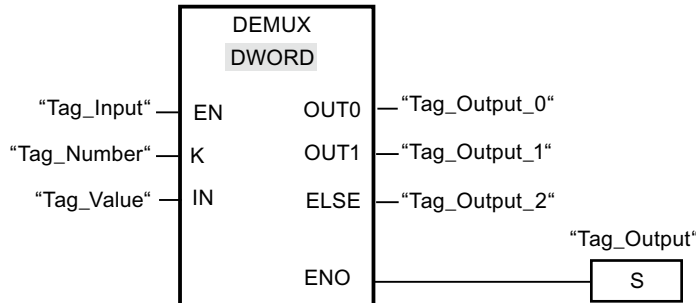 DEMUX
DWORD
“Tag_Input“ EN OUT0 “Tag_Output_0“
“Tag_Number“ K OUT1 “Tag_Output_1“
“Tag_Value“ IN ELSE “Tag_Output_2“
“Tag_Output“
ENO S